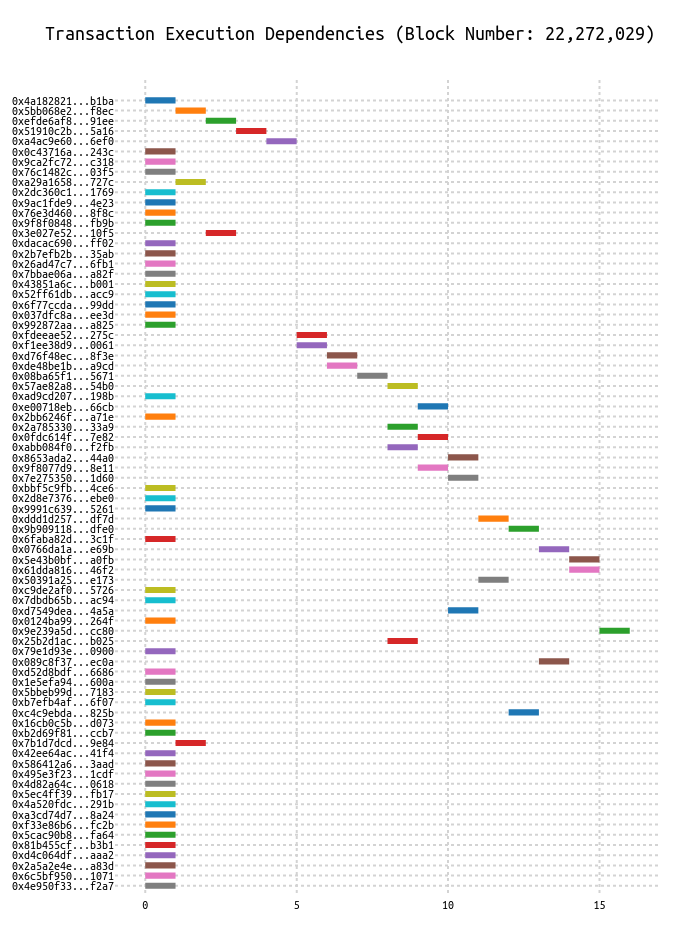 Transaction Execution Dependencies (Block Number: 22,272,029)
0x4a182821...b1ba
0x5bb068e2...f8ec
0xefde6af8...91ee
0x51910c2b...5a16
0xa4ac9e60...6ef0
0x0c43716a...243c
0x9ca2fc72...c318
0x76c1482c...03f5
0xa29a1658...727c
0x2dc360c1...1769
0x9ac1fde9...4e23
0x76e3d460...8f8c
0x9f8f0848...fb9b
0x3e027e52...10f5
0xdacac690...ff02
0x2b7efb2b...35ab
0x26ad47c7...6fb1
0x7bbae06a...a82f
0x43851a6c...b001
0x52ff61db...acc9
0x6f77ccda...99dd
0x037dfc8a...ee3d
0x992872aa...a825
0xfdeeae52...275c
0xf1ee38d9...0061
0xd76f48ec...8f3e
0xde48be1b...a9cd
0x08ba65f1...5671
0x57ae82a8...54b0
0xad9cd207...198b
0xe00718eb...66cb
0x2bb6246f...a71e
0x2a785330...33a9
0x0fdc614f...7e82
0xabb084f0...f2fb
0x8653ada2...44a0
0x9f8077d9...8e11
0x7e275350...1d60
0xbbf5c9fb...4ce6
0x2d8e7376...ebe0
0x9991c639...5261
0xddd1d257...df7d
0x9b909118...dfe0
0x6faba82d...3c1f
0x0766da1a...e69b
0x5e43b0bf...a0fb
0x61dda816...46f2
0x50391a25...e173
0xc9de2af0...5726
0x7dbdb65b...ac94
0xd7549dea...4a5a
0x0124ba99...264f
0x9e239a5d...cc80
0x25b2d1ac...b025
0x79e1d93e...0900
0x089c8f37...ec0a
0xd52d8bdf...6686
0x1e5efa94...600a
0x5bbeb99d...7183
0xb7efb4af...6f07
0xc4c9ebda...825b
0x16cb0c5b...d073
0xb2d69f81...ccb7
0x7b1d7dcd...9e84
0x42ee64ac...41f4
0x586412a6...3aad
0x495e3f23...1cdf
0x4d82a64c...0618
0x5ec4ff39...fb17
0x4a520fdc...291b
0xa3cd74d7...8a24
0xf33e86b6...fc2b
0x5cac90b8...fa64
0x81b455cf...b3b1
0xd4c064df...aaa2
0x2a5a2e4e...a83d
0x6c5bf950...1071
0x4e950f33...f2a7
0 5 10 15